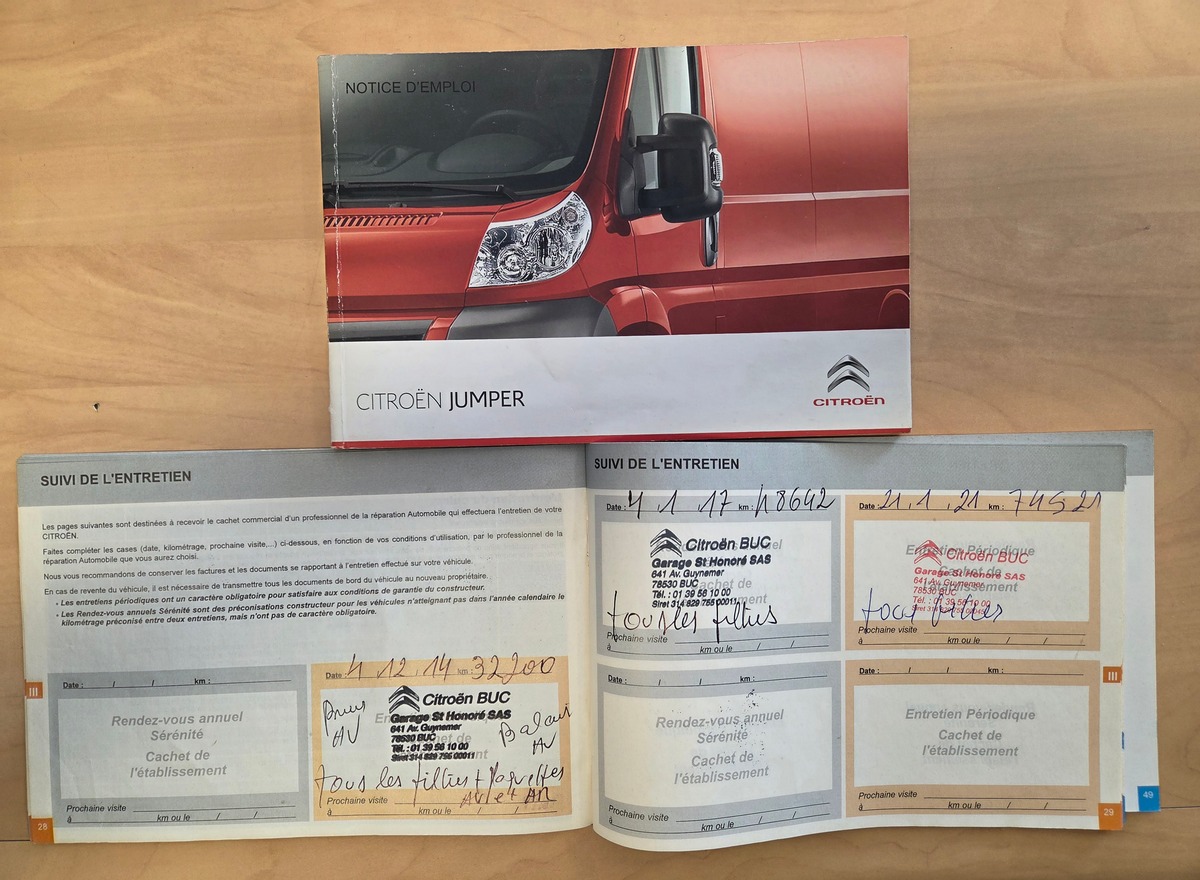 NOTICE D'EMPLOI
CITROËN JUMPER
CITROËN
SUIVI DE L'ENTRETIEN
Les pages suivantes sont destinées à recevoir le cachet commercial d'un professionnel de la réparation Automobile qui effectuera l'entretien de votre
CITROËN.
Faites compléter les cases (date, kilométrage, prochaine visite,...) ci-dessous, en fonction de vos conditions d'utilisation, par le professionnel de la
réparation Automobile que vous aurez choisi.
Nous vous recommandons de conserver les factures et les documents se rapportant à l'entretien effectué sur votre véhicule.
En cas de revente du véhicule, il est nécessaire de transmettre tous les documents de bord du véhicule au nouveau propriétaire.
• Les entretiens périodiques ont un caractère obligatoire pour satisfaire aux conditions de garantie du constructeur.
• Les Rendez-vous annuels Sérénité sont des préconisations constructeur pour les véhicules n'atteignant pas dans l'année calendaire le
kilométrage préconisé entre deux entretiens, mais n'ont pas de caractère obligatoire.
III
Date : / / km :
Rendez-vous annuel
Sérénité
Cachet de
l'établissement
Prochaine visite
à km ou le / /
28
Date : 4 12 14 km : 32200
Citroën BUC
Garage St Honoré SAS
641 Av. Guynemer
78530 BUC
Tél. : 01 39 56 10 00
Siret 314 829 755 00011
Pneus
AV
Balais
AV
tous les filtres + plaquettes
AV et AR
Prochaine visite
à km ou le / /
SUIVI DE L'ENTRETIEN
Date : 4 1 17 km : 48642
Citroën BUC
Garage St Honoré SAS
641 Av. Guynemer
78530 BUC
Tél. : 01 39 56 10 00
Siret 314 829 755 00011
tous les filtres
Prochaine visite
à km ou le / /
Date : 21 1 21 km : 74521
Entretien Périodique
Cachet de
Citroën BUC
Garage St Honoré SAS
641 Av. Guynemer
78530 BUC
Tél. : 01 39 56 10 00
tous filtres
Prochaine visite
à km ou le / /
Date : / / km :
Rendez-vous annuel
Sérénité
Cachet de
l'établissement
Prochaine visite
à km ou le / /
Date : / / km :
Entretien Périodique
Cachet de
l'établissement
Prochaine visite
à km ou le / /
III
29
49